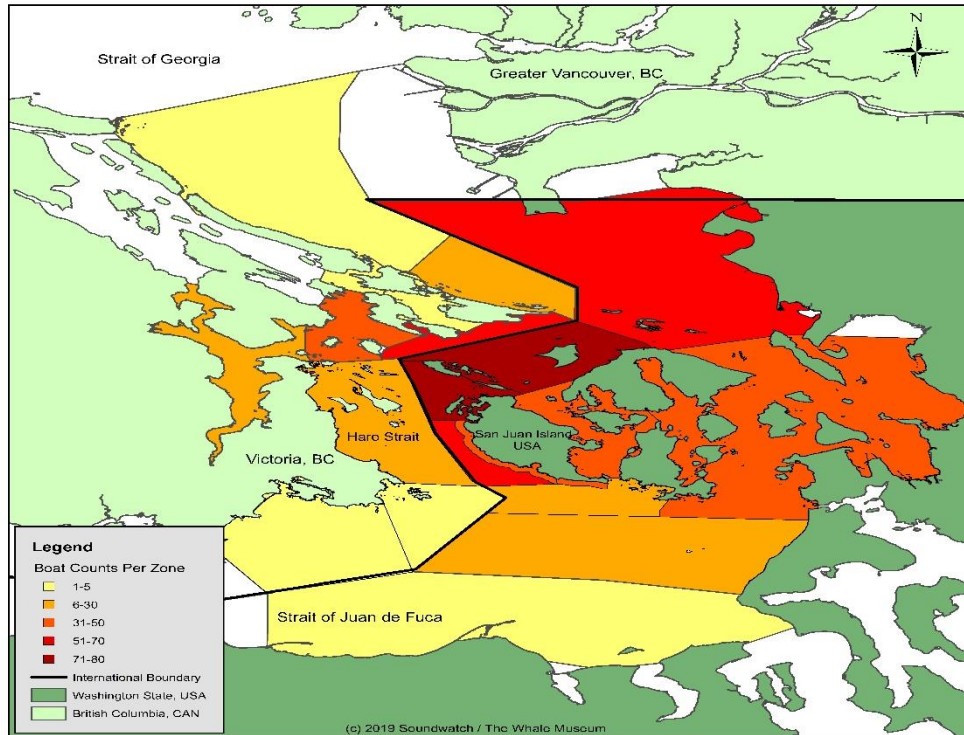 N
Strait of Georgia
Greater Vancouver, BC
Haro Strait
San Juan Island
USA
Victoria, BC
Strait of Juan de Fuca
Legend
Boat Counts Per Zone
1-5
6-30
31-50
51-70
71-80
International Boundary
Washington State, USA
British Columbia, CAN
(c) 2019 Soundwatch / The Whale Museum